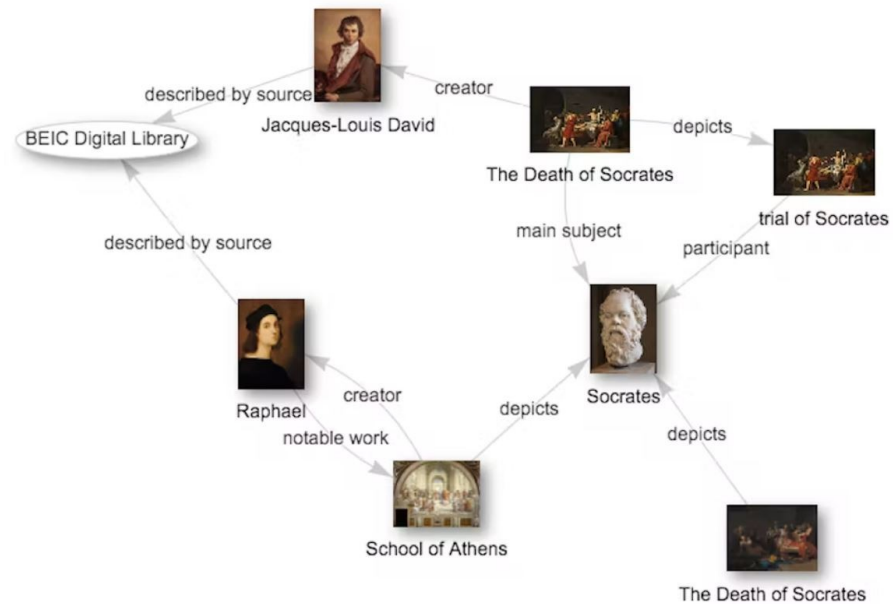 described by source
creator
Jacques-Louis David
BEIC Digital Library
depicts
The Death of Socrates
trial of Socrates
main subject
participant
described by source
Raphael
creator
Socrates
depicts
notable work
depicts
School of Athens
The Death of Socrates